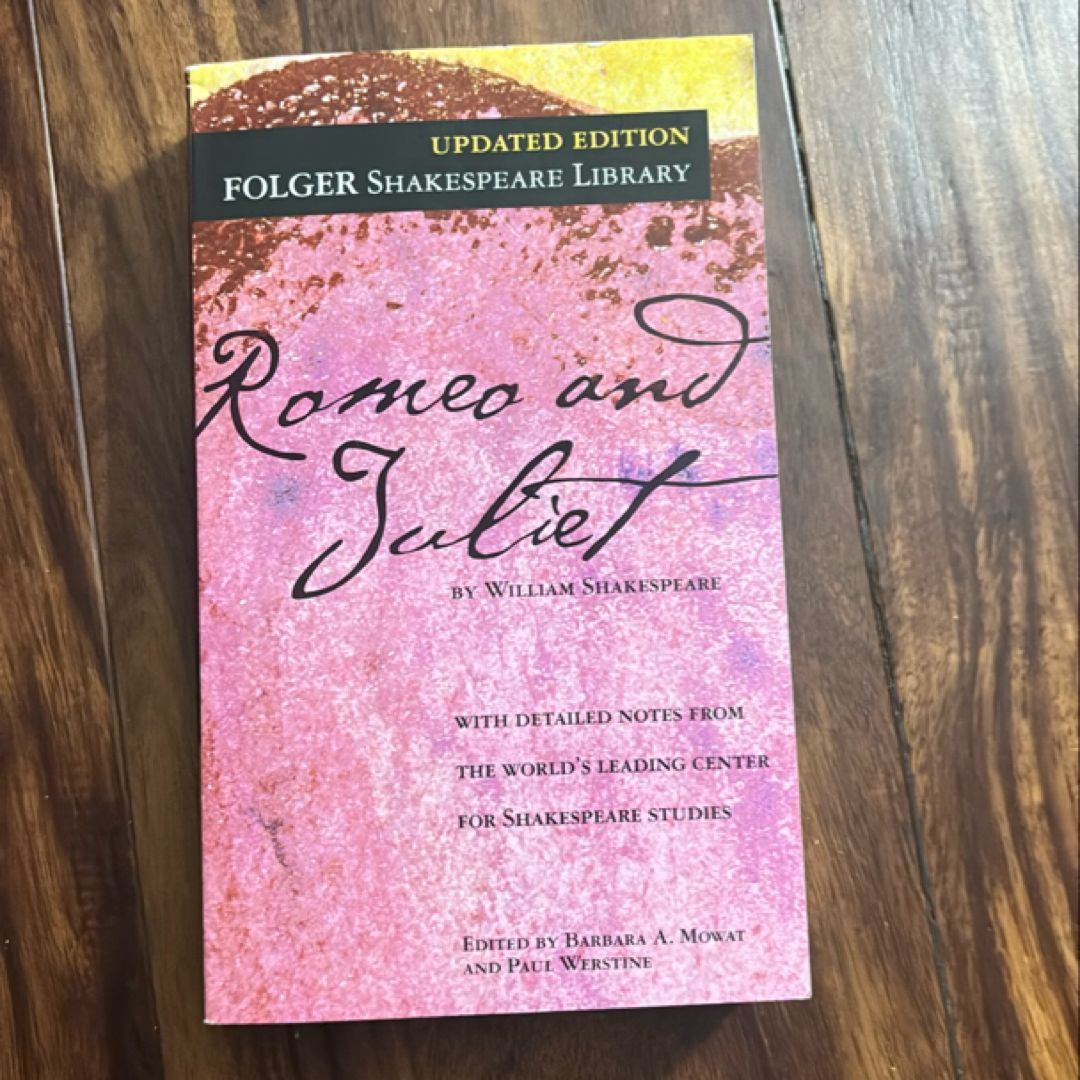 UPDATED EDITION
FOLGER SHAKESPEARE LIBRARY
Romeo and
Juliet
BY WILLIAM SHAKESPEARE
WITH DETAILED NOTES FROM
THE WORLD'S LEADING CENTER
FOR SHAKESPEARE STUDIES
EDITED BY BARBARA A. MOWAT
AND PAUL WERSTINE